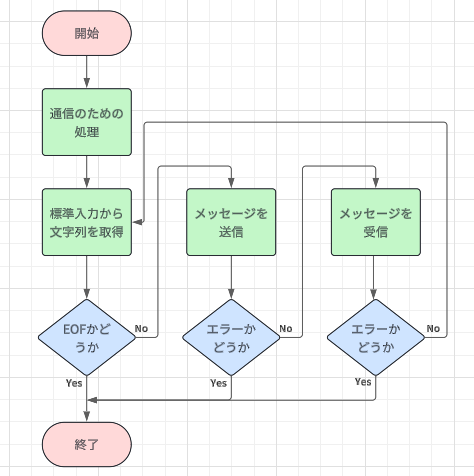 開始
通信のための
処理
標準入力から
文字列を取得
メッセージを
送信
メッセージを
受信
EOFかど
うか
No
エラーか
どうか
No
エラーか
どうか
No
Yes
Yes
Yes
終了